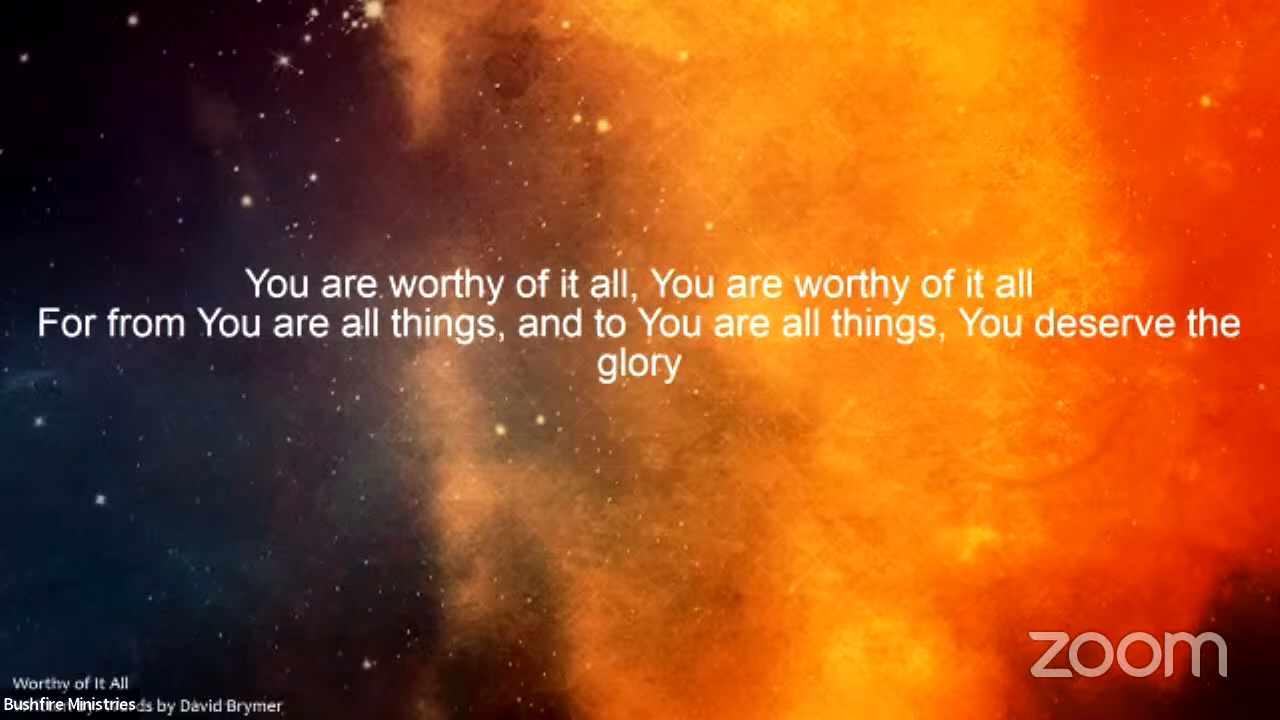 You are worthy of it all, You are worthy of it all
For from You are all things, and to You are all things, You deserve the
glory
zoom
Worthy of It All
Bushfire Ministries
by David Brymer